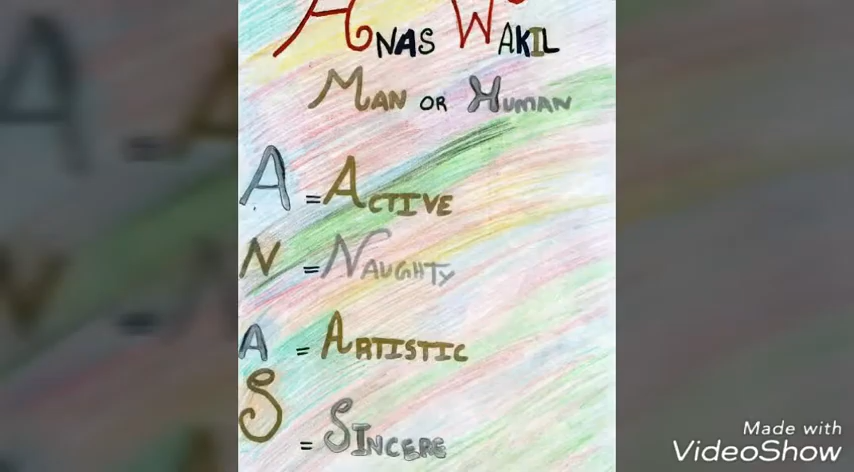 ANAS WAKIL
MAN OR HUMAN
A = ACTIVE
N = NAUGHTY
A = ARTISTIC
S = SINCERE
Made with
VideoShow